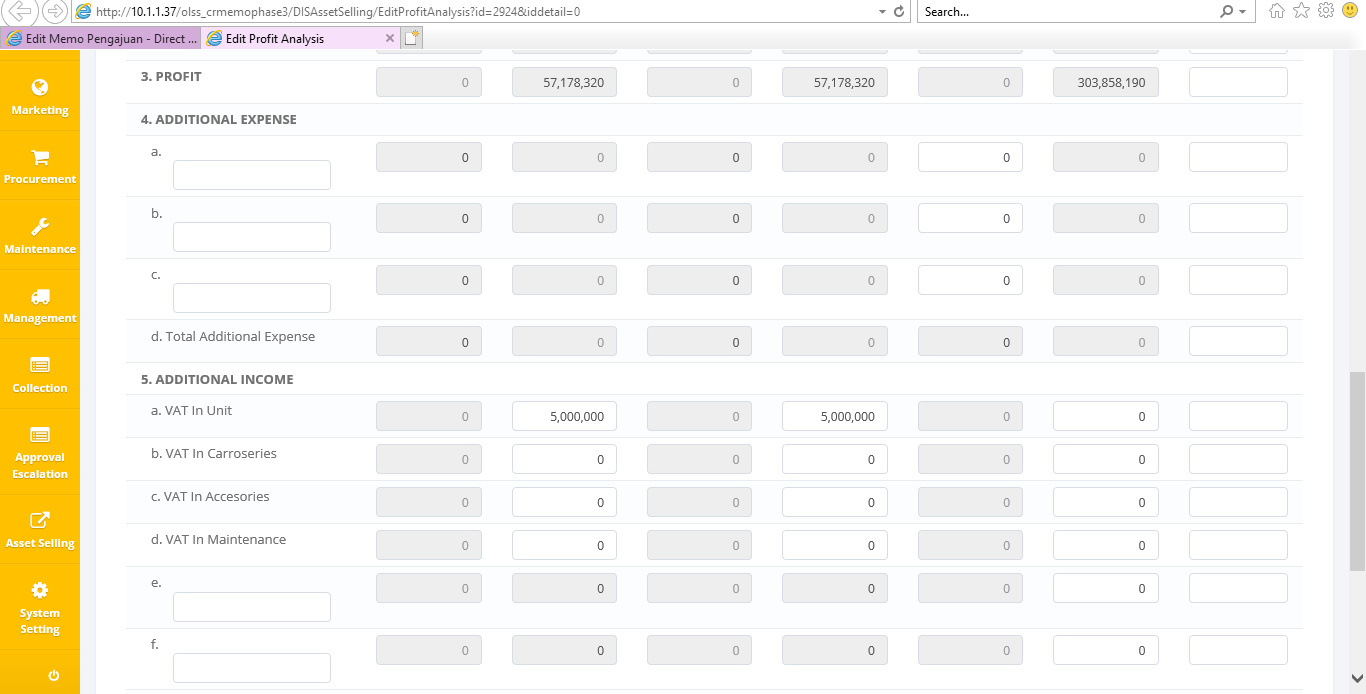 http://10.1.1.37/olss_crmemophase3/DISAssetSelling/EditProfitAnalysis?id=2924&iddetail=0
Search...
Edit Memo Pengajuan - Direct ...
Edit Profit Analysis
Marketing
Procurement
Maintenance
Management
Collection
Approval
Escalation
Asset Selling
System
Setting
3. PROFIT 0 57,178,320 0 57,178,320 0 303,858,190
4. ADDITIONAL EXPENSE
a. 0 0 0 0 0 0
b. 0 0 0 0 0 0
c. 0 0 0 0 0 0
d. Total Additional Expense 0 0 0 0 0 0
5. ADDITIONAL INCOME
a. VAT In Unit 0 5,000,000 0 5,000,000 0 0
b. VAT In Carroseries 0 0 0 0 0 0
c. VAT In Accesories 0 0 0 0 0 0
d. VAT In Maintenance 0 0 0 0 0 0
e. 0 0 0 0 0 0
f. 0 0 0 0 0 0